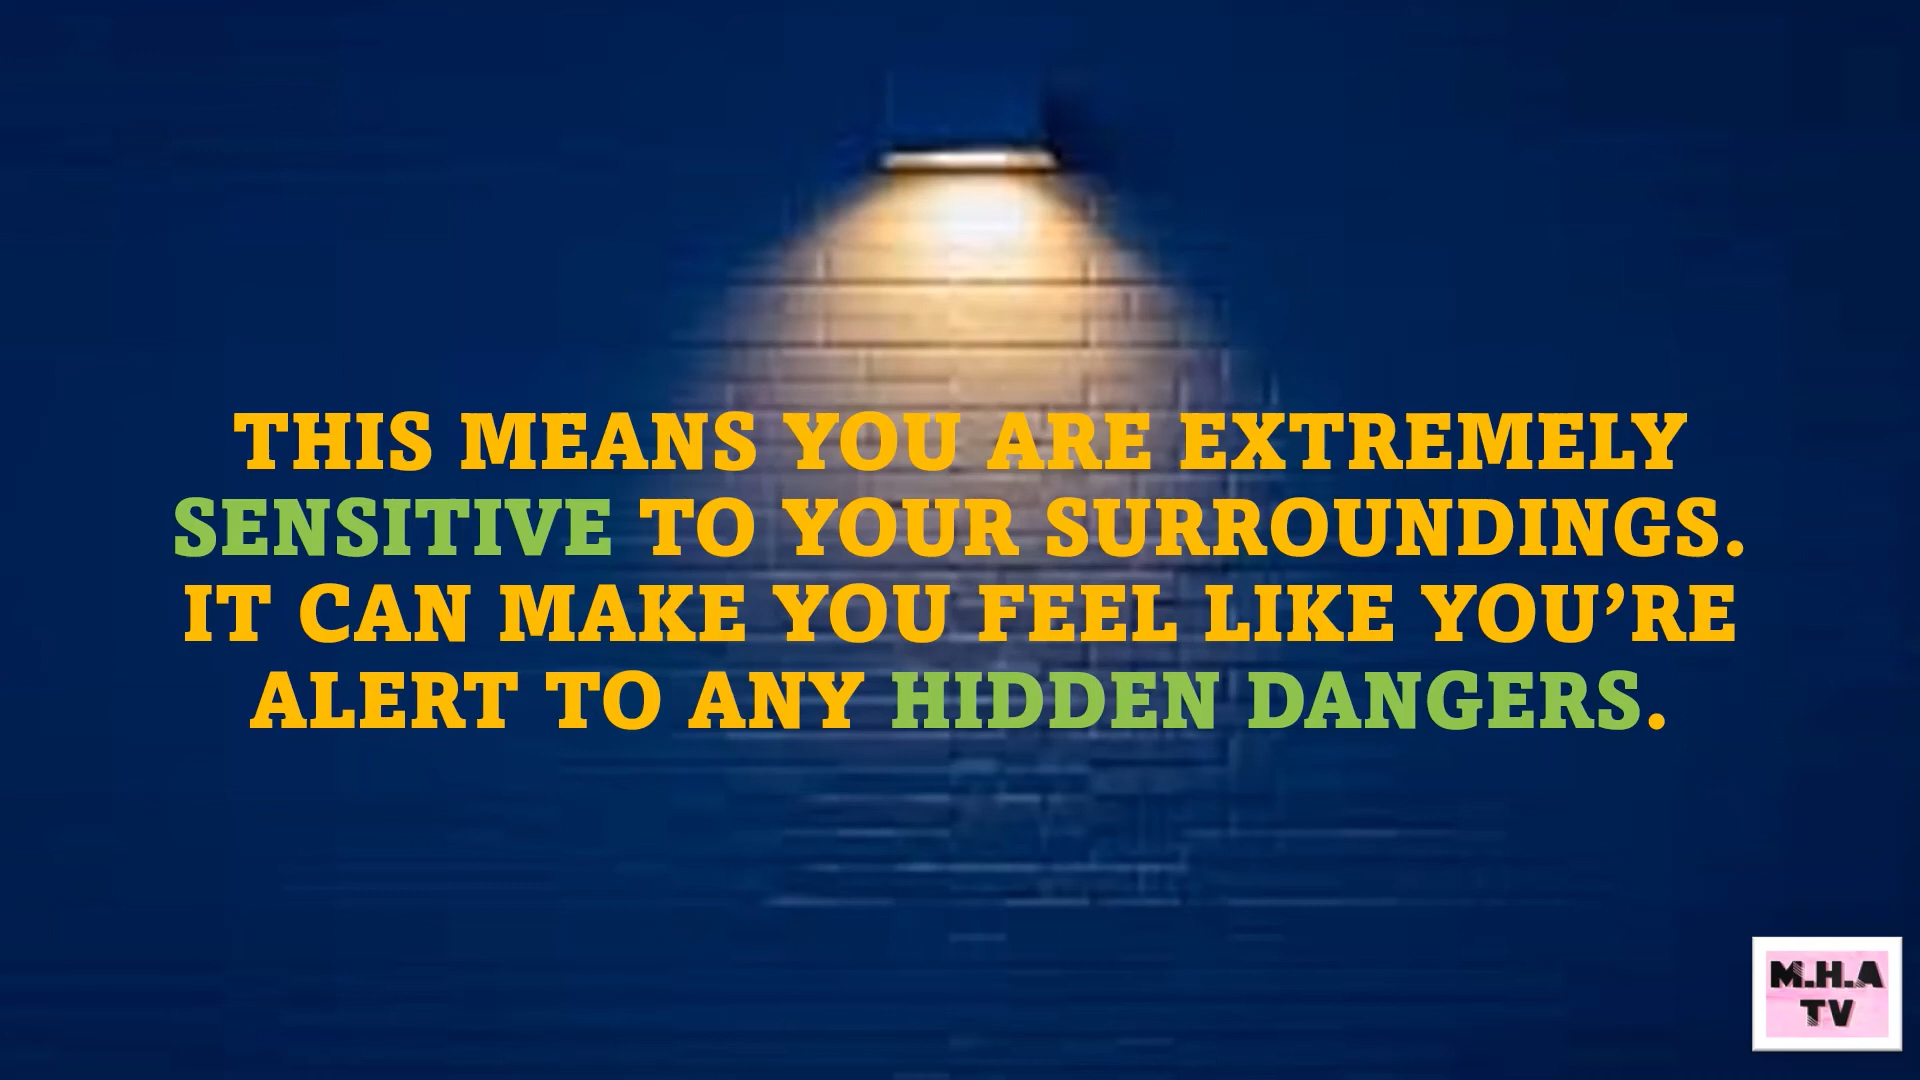 THIS MEANS YOU ARE EXTREMELY
SENSITIVE TO YOUR SURROUNDINGS.
IT CAN MAKE YOU FEEL LIKE YOU’RE
ALERT TO ANY HIDDEN DANGERS.
M.H.A
TV